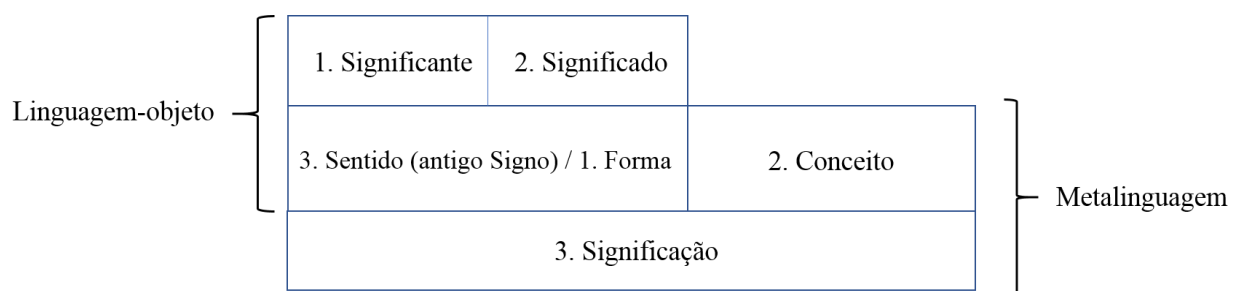 1. Significante
2. Significado
Linguagem-objeto
3. Sentido (antigo Signo) / 1. Forma
2. Conceito
Metalinguagem
3. Significação